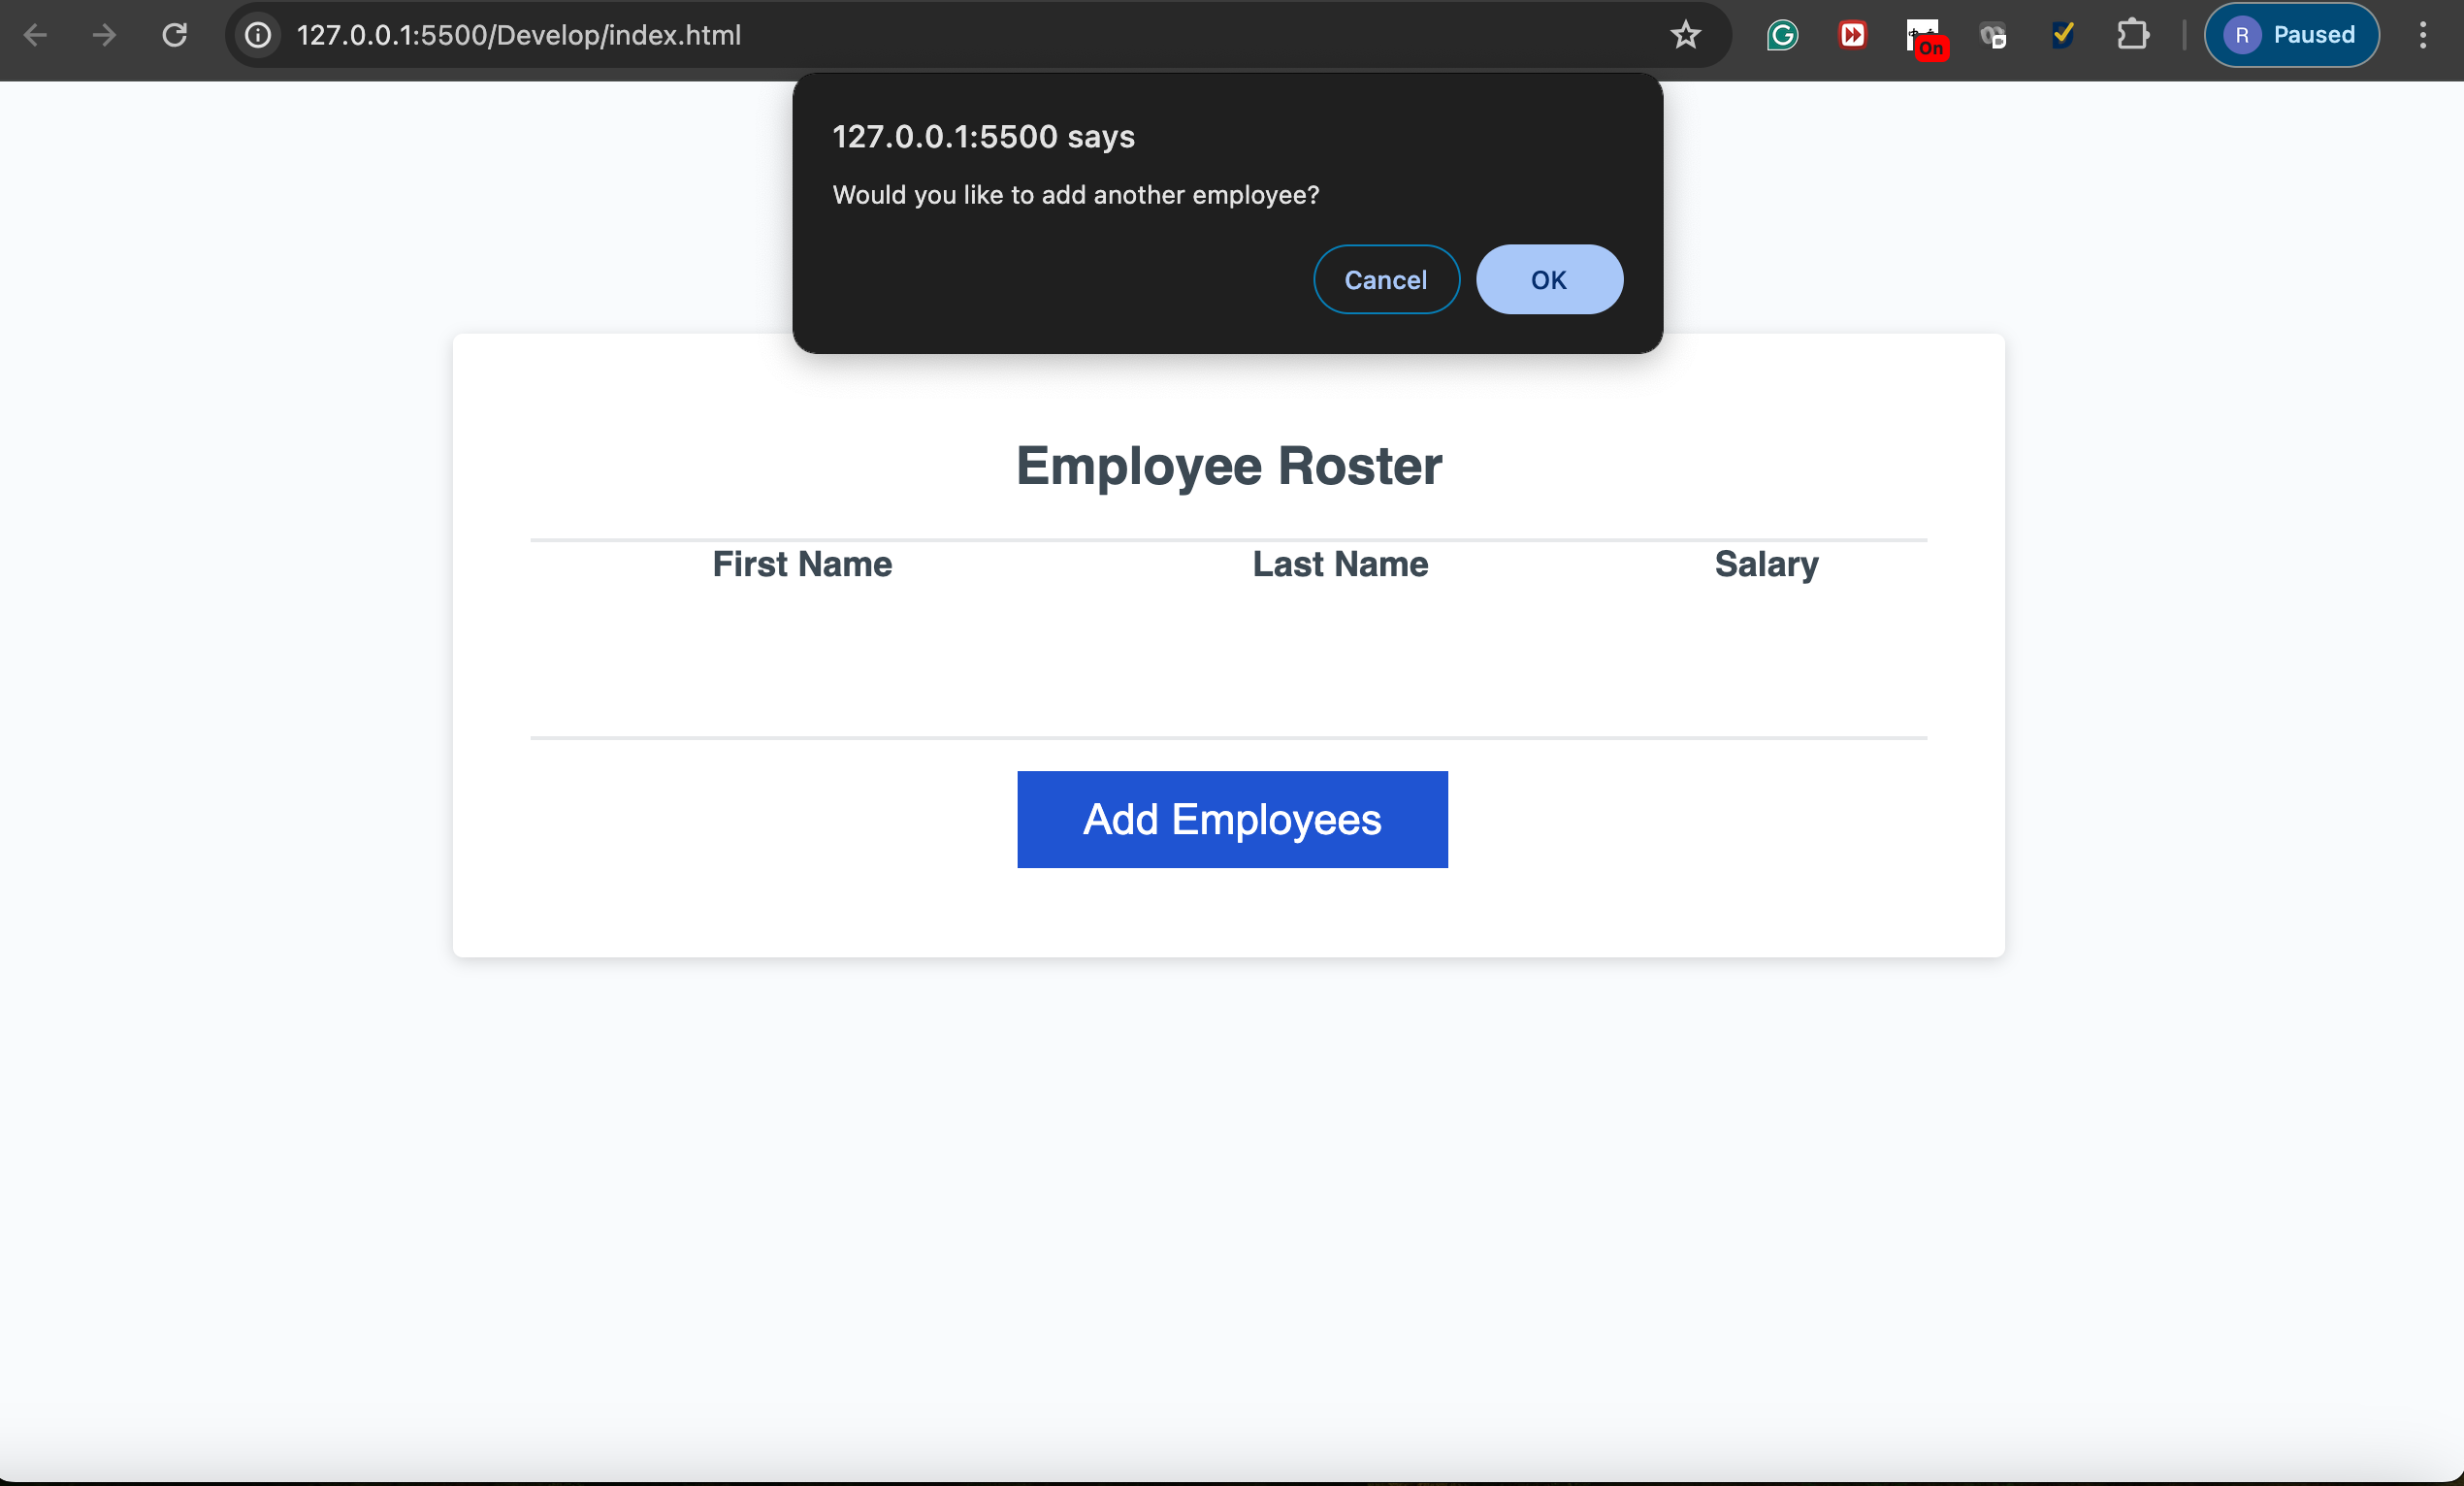 127.0.0.1:5500/Develop/index.html
On
R Paused
127.0.0.1:5500 says
Would you like to add another employee?
Cancel OK
Employee Roster
First Name Last Name Salary
Add Employees